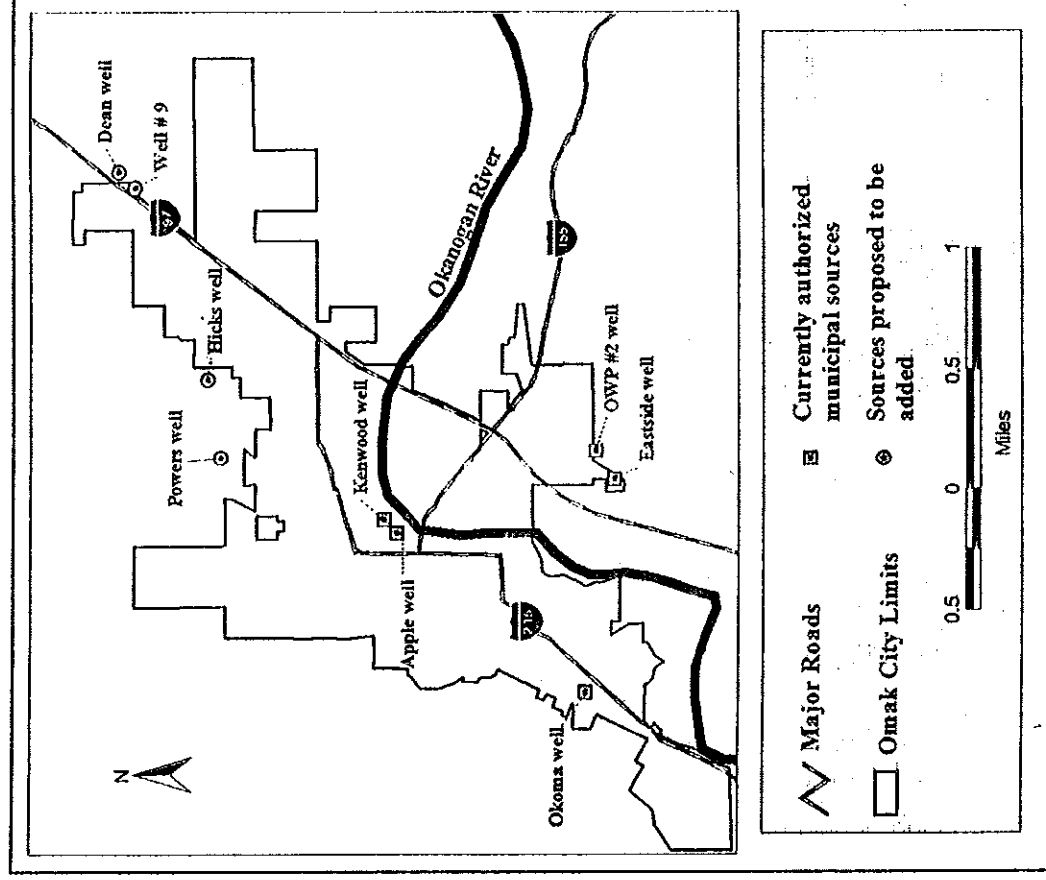 N
Dean well
Well # 9
97
Hicks well
Powers well
Okanogan River
Kenwood well
155
Apple well
OWP #2 well
Eastside well
215
Okoma well
Major Roads
Omak City Limits
Currently authorized
municipal sources
Sources proposed to be
added
0.5
0
0.5
1
Miles